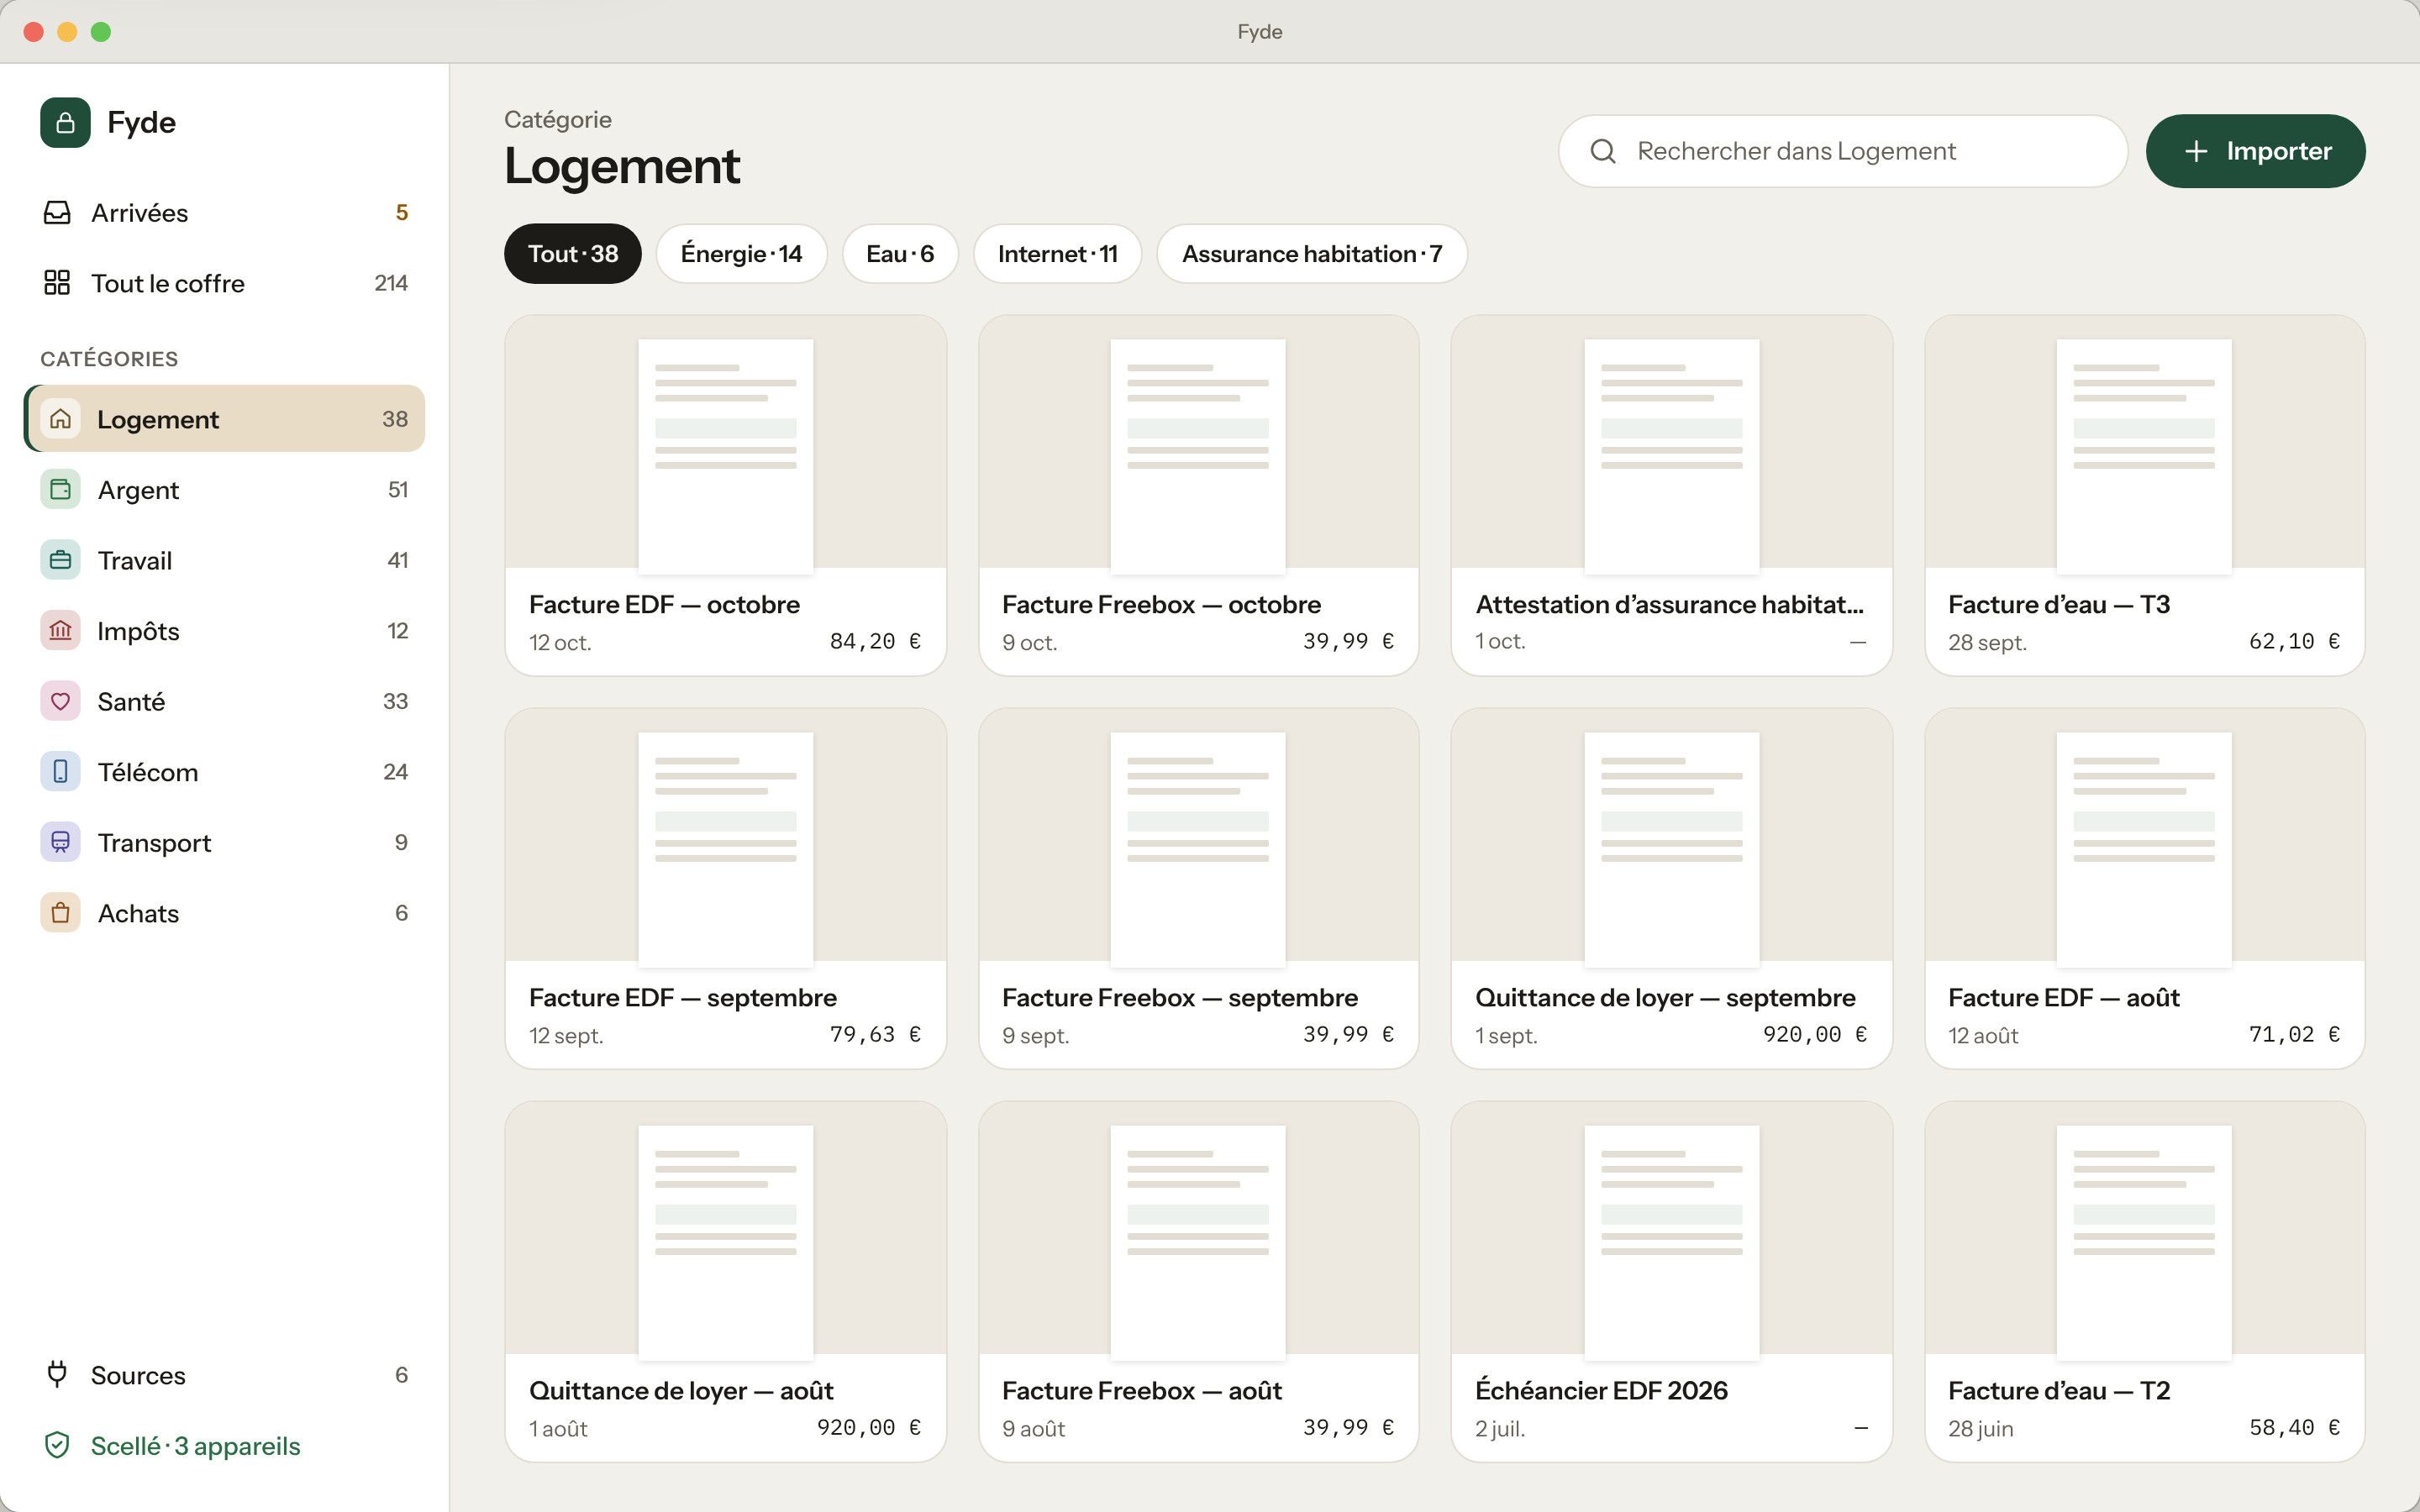 Fyde
Fyde
Arrivées 5
Tout le coffre 214
CATÉGORIES
Logement 38
Argent 51
Travail 41
Impôts 12
Santé 33
Télécom 24
Transport 9
Achats 6
Sources 6
Scellé · 3 appareils
Catégorie
Logement
Rechercher dans Logement
Importer
Tout · 38 Énergie · 14 Eau · 6 Internet · 11 Assurance habitation · 7
Facture EDF — octobre
12 oct. 84,20 €
Facture Freebox — octobre
9 oct. 39,99 €
Attestation d’assurance habitat...
1 oct. —
Facture d’eau — T3
28 sept. 62,10 €
Facture EDF — septembre
12 sept. 79,63 €
Facture Freebox — septembre
9 sept. 39,99 €
Quittance de loyer — septembre
1 sept. 920,00 €
Facture EDF — août
12 août 71,02 €
Quittance de loyer — août
1 août 920,00 €
Facture Freebox — août
9 août 39,99 €
Échéancier EDF 2026
2 juil. —
Facture d’eau — T2
28 juin 58,40 €